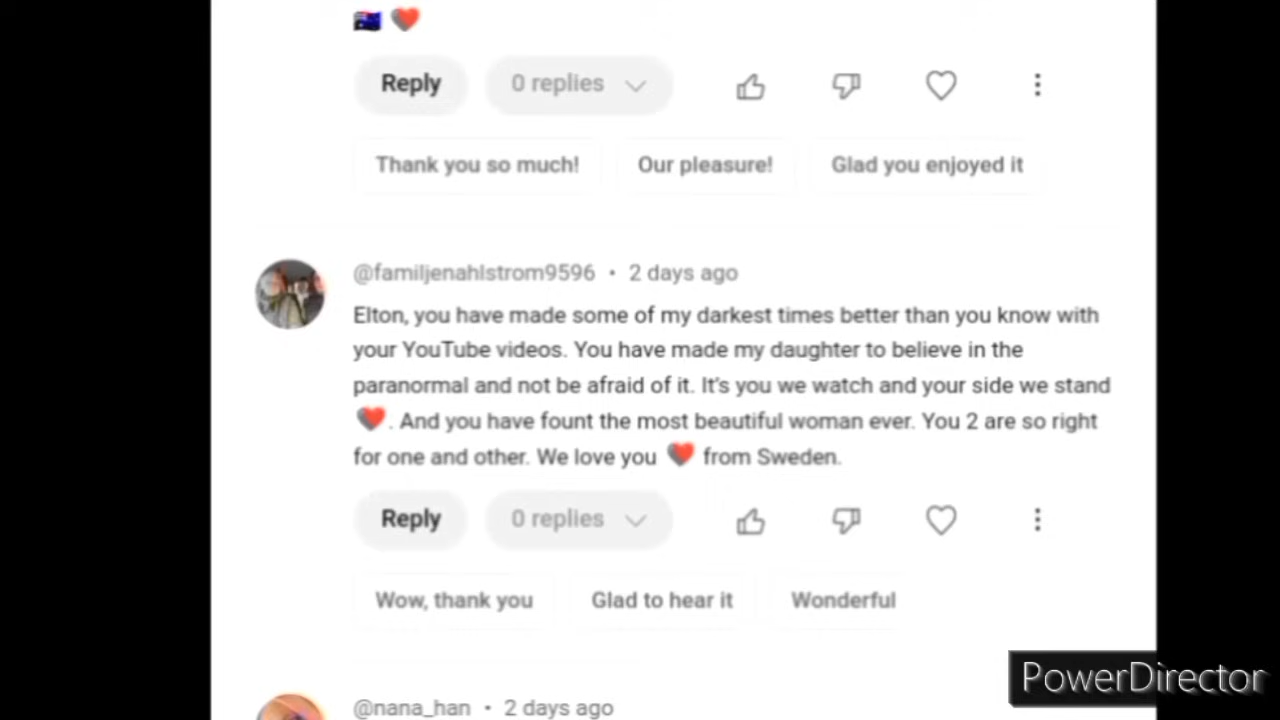 Reply 0 replies
Thank you so much! Our pleasure! Glad you enjoyed it
@familjenahlstrom9596 • 2 days ago
Elton, you have made some of my darkest times better than you know with
your YouTube videos. You have made my daughter to believe in the
paranormal and not be afraid of it. It's you we watch and your side we stand
❤️. And you have fount the most beautiful woman ever. You 2 are so right
for one and other. We love you ❤️ from Sweden.
Reply 0 replies
Wow, thank you Glad to hear it Wonderful
PowerDirector
@nana_han • 2 days ago